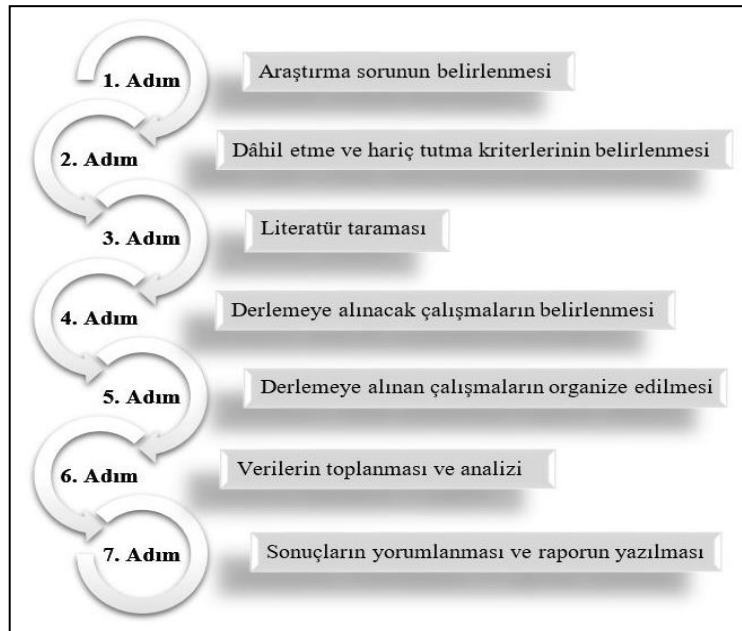 1. Adım
Araştırma sorunun belirlenmesi
2. Adım
Dâhil etme ve hariç tutma kriterlerinin belirlenmesi
3. Adım
Literatür taraması
4. Adım
Derlemeye alınacak çalışmaların belirlenmesi
5. Adım
Derlemeye alınan çalışmaların organize edilmesi
6. Adım
Verilerin toplanması ve analizi
7. Adım
Sonuçların yorumlanması ve raporun yazılması